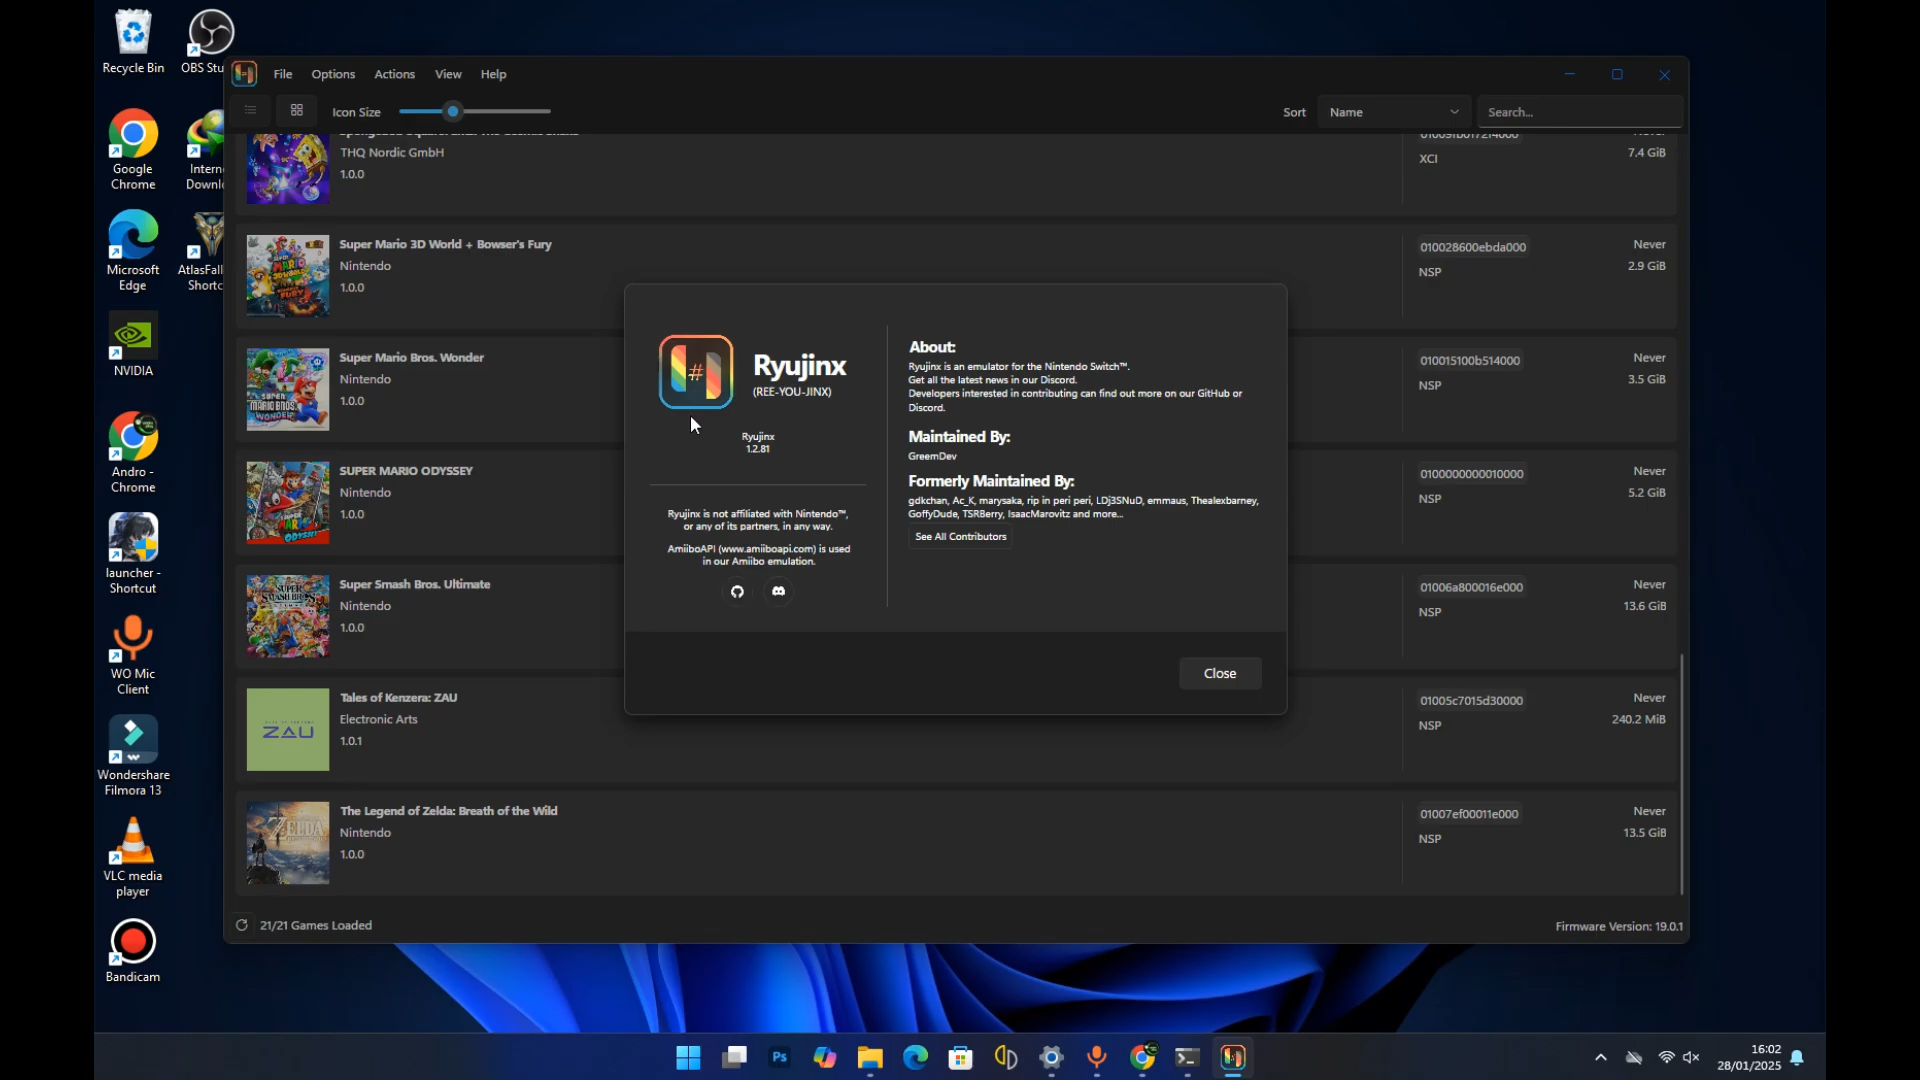 Recycle Bin
OBS Stu
Google
Chrome
Intern
Downl
Microsoft
Edge
AtlasFall
Shortc
NVIDIA
Andro -
Chrome
launcher -
Shortcut
WO Mic
Client
Wondershare
Filmora 13
VLC media
player
Bandicam
File Options Actions View Help
Icon Size
Sort Name Search...
THQ Nordic GmbH
1.0.0
XCI
7.4 GiB
Super Mario 3D World + Bowser's Fury
Nintendo
1.0.0
010028600ebda000
NSP
Never
2.9 GiB
Super Mario Bros. Wonder
Nintendo
1.0.0
010015100b514000
NSP
Never
3.5 GiB
SUPER MARIO ODYSSEY
Nintendo
1.0.0
0100000000010000
NSP
Never
5.2 GiB
Super Smash Bros. Ultimate
Nintendo
1.0.0
01006a800016e000
NSP
Never
13.6 GiB
Tales of Kenzera: ZAU
Electronic Arts
1.0.1
ZAU
01005c7015d30000
NSP
Never
240.2 MiB
The Legend of Zelda: Breath of the Wild
Nintendo
1.0.0
ZELDA
01007ef00011e000
NSP
Never
13.5 GiB
Ryujinx
(REE-YOU-JINX)
Ryujinx
1.2.81
Ryujinx is not affiliated with Nintendo™,
or any of its partners, in any way.
AmiiboAPI (www.amiiboapi.com) is used
in our Amiibo emulation.
About:
Ryujinx is an emulator for the Nintendo Switch™.
Get all the latest news in our Discord.
Developers interested in contributing can find out more on our GitHub or
Discord.
Maintained By:
GreemDev
Formerly Maintained By:
gdkchan, Ac_K, marysaka, rip in peri peri, LDj3SNuD, emmaus, Thealexbarney,
GoffyDude, TSRBerry, IsaacMarovitz and more...
See All Contributors
Close
21/21 Games Loaded
Firmware Version: 19.0.1
Ps
16:02
28/01/2025